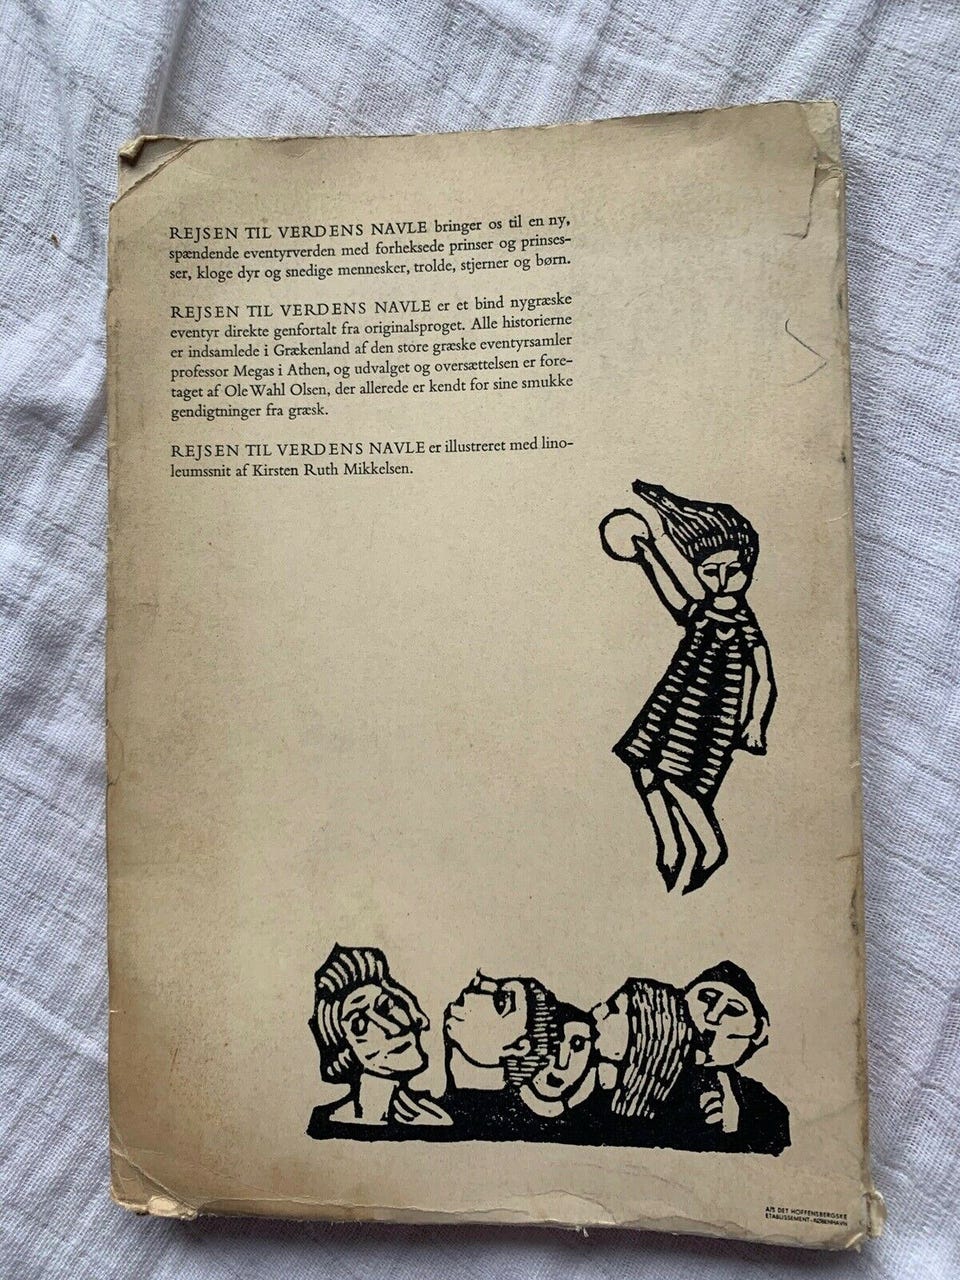 REJSEN TIL VERDENS NAVLE bringer os til en ny,
spændende eventyrverden med forheksede prinser og prinses-
ser, kloge dyr og snedige mennesker, trolde, stjerner og børn.
REJSEN TIL VERDENS NAVLE er et bind nygræske
eventyr direkte genfortalt fra originalsproget. Alle historierne
er indsamlede i Grækenland af den store græske eventyrsamler
professor Megas i Athen, og udvalget og oversættelsen er fore-
taget af Ole Wahl Olsen, der allerede er kendt for sine smukke
gendigtninger fra græsk.
REJSEN TIL VERDENS NAVLE er illustreret med lino-
leumssnit af Kirsten Ruth Mikkelsen.
A/S DET HOFFENSBERGSKE
ETABLISSEMENT - KØBENHAVN